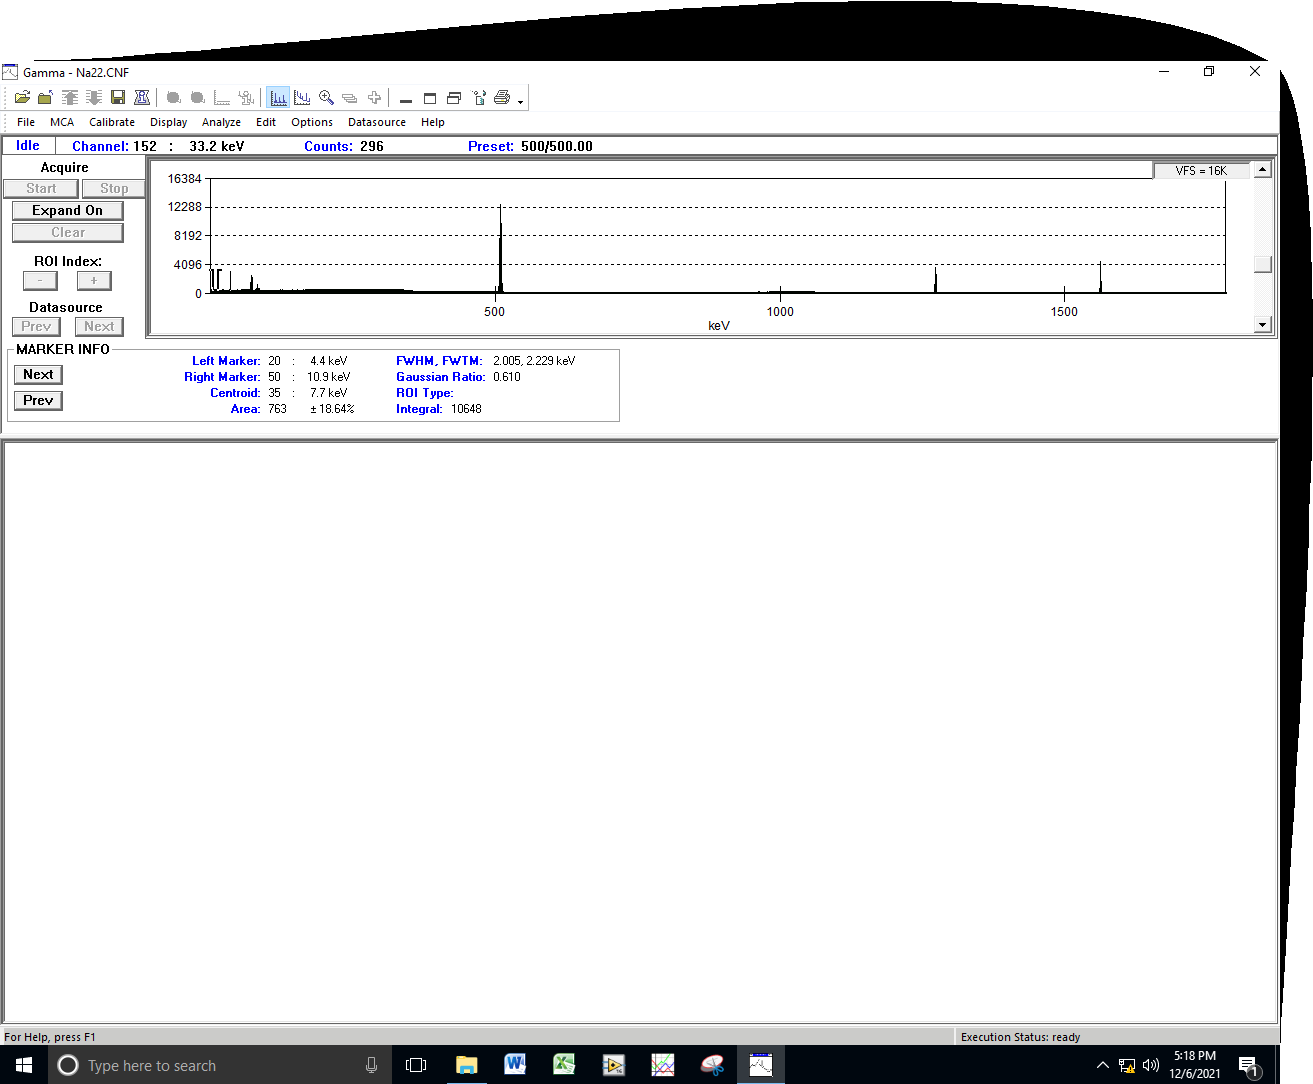 Gamma - Na22.CNF
File MCA Calibrate Display Analyze Edit Options Datasource Help
Idle Channel: 152 : 33.2 keV Counts: 296 Preset: 500/500.00
Acquire
Start Stop
Expand On
Clear
ROI Index:
- +
Datasource
Prev Next
VFS = 16K
16384
12288
8192
4096
0
500 1000 1500
keV
MARKER INFO
Next
Prev
Left Marker: 20 : 4.4 keV FWHM, FWTM: 2.005, 2.229 keV
Right Marker: 50 : 10.9 keV Gaussian Ratio: 0.610
Centroid: 35 : 7.7 keV ROI Type:
Area: 763 ± 18.64% Integral: 10648
For Help, press F1 Execution Status: ready
Type here to search
5:18 PM
12/6/2021
1